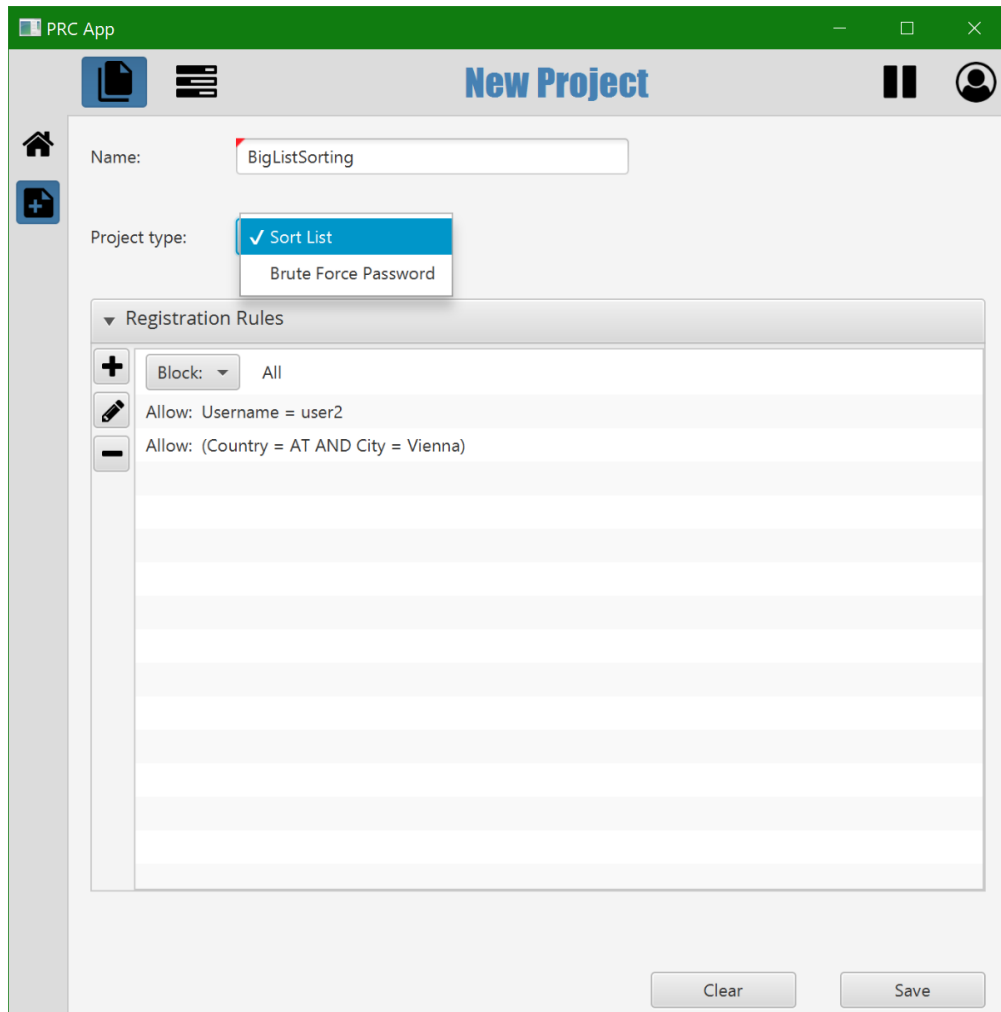 PRC App
New Project
Name: BigListSorting
Project type: ✓ Sort List
Brute Force Password
Registration Rules
Block: All
Allow: Username = user2
Allow: (Country = AT AND City = Vienna)
Clear Save